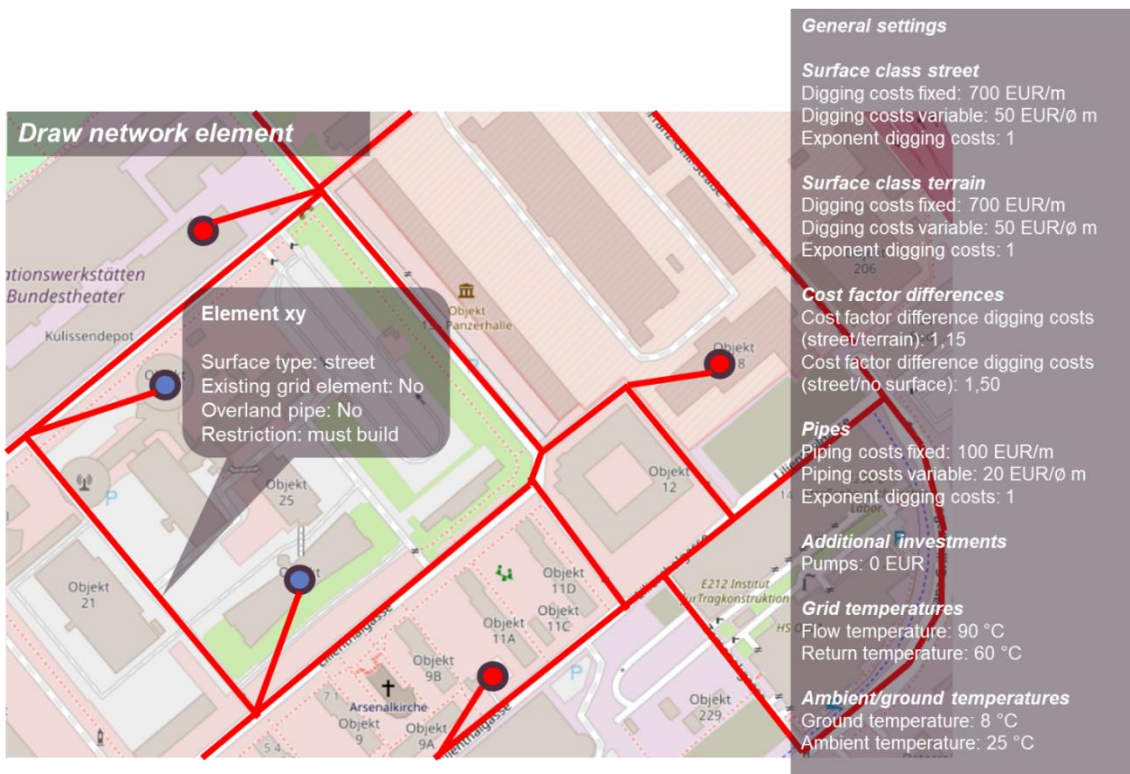 General settings
Surface class street
Digging costs fixed: 700 EUR/m
Digging costs variable: 50 EUR/ø m
Exponent digging costs: 1
Surface class terrain
Digging costs fixed: 700 EUR/m
Digging costs variable: 50 EUR/ø m
Exponent digging costs: 1
Cost factor differences
Cost factor difference digging costs
(street/terrain): 1,15
Cost factor difference digging costs
(street/no surface): 1,50
Pipes
Piping costs fixed: 100 EUR/m
Piping costs variable: 20 EUR/ø m
Exponent digging costs: 1
Additional investments
Pumps: 0 EUR
Grid temperatures
Flow temperature: 90 °C
Return temperature: 60 °C
Ambient/ground temperatures
Ground temperature: 8 °C
Ambient temperature: 25 °C
Draw network element
Element xy
Surface type: street
Existing grid element: No
Overland pipe: No
Restriction: must build
ationswerkstätten
Bundestheater
Kulissendepot
Objekt
Panzerhalle
206
Objekt
8
Objekt
12
Objekt
25
Objekt
21
Objekt
11D
Objekt
11C
Objekt
11A
Objekt
9B
Arsenalkirche
Objekt
9
Objekt
9A
Lilienthalgasse
Lilienthalgasse
E212 Institut
für Tragkonstruktion
Labor
Objekt
229
P